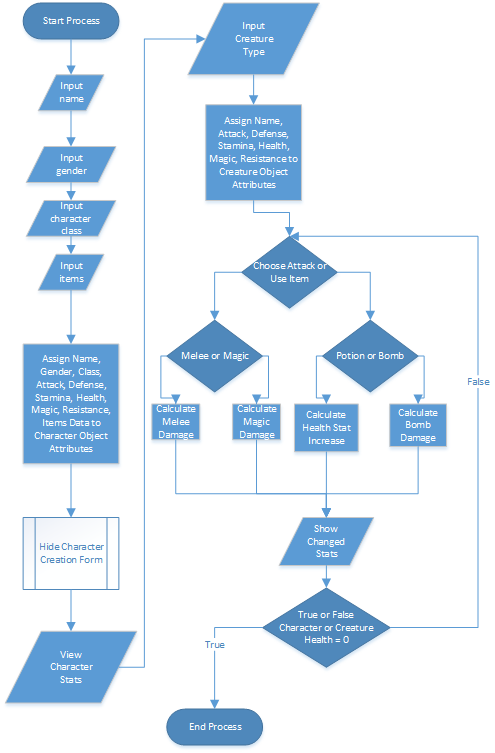 Start Process
Input
name
Input
gender
Input
character
class
Input
items
Assign Name,
Gender, Class,
Attack, Defense,
Stamina, Health,
Magic, Resistance,
Items Data to
Character Object
Attributes
Hide Character
Creation Form
View
Character
Stats
Input
Creature
Type
Assign Name,
Attack, Defense,
Stamina, Health,
Magic, Resistance to
Creature Object
Attributes
Choose Attack or
Use Item
Melee or Magic
Potion or Bomb
Calculate
Melee
Damage
Calculate
Magic
Damage
Calculate
Health Stat
Increase
Calculate
Bomb
Damage
Show
Changed
Stats
True or False
Character or Creature
Health = 0
False
True
End Process